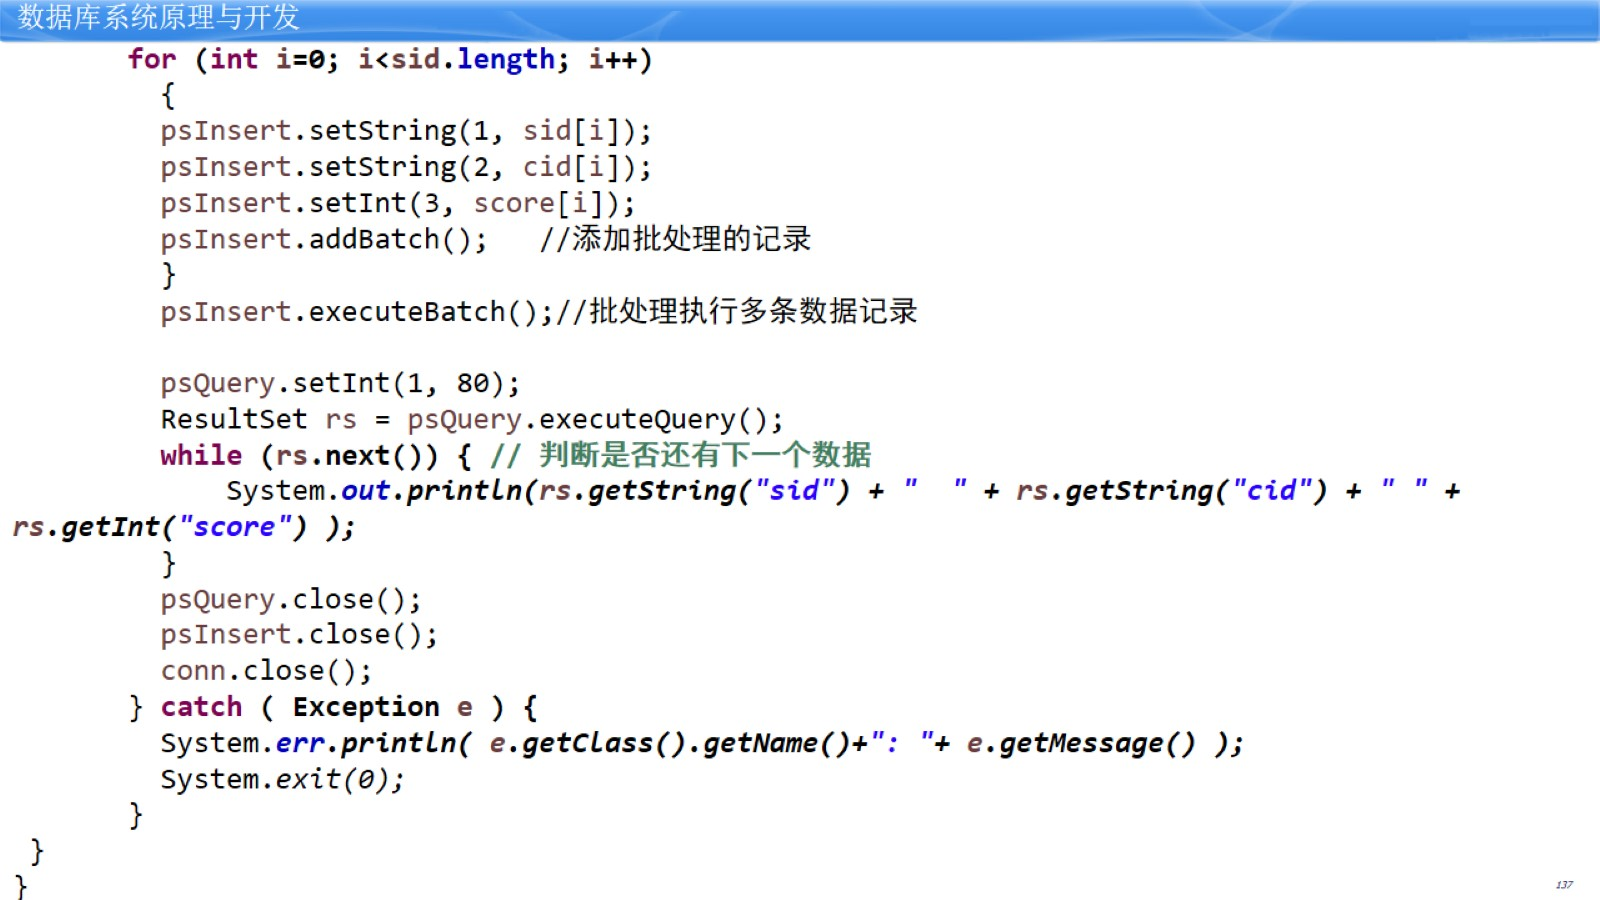 数据库系统原理与开发
for (int i=0; i<sid.length; i++)
{
psInsert.setString(1, sid[i]);
psInsert.setString(2, cid[i]);
psInsert.setInt(3, score[i]);
psInsert.addBatch();   //添加批处理的记录
}
psInsert.executeBatch();//批处理执行多条数据记录
psQuery.setInt(1, 80);
ResultSet rs = psQuery.executeQuery();
while (rs.next()) { // 判断是否还有下一个数据
System.out.println(rs.getString("sid") + "  " + rs.getString("cid") + " " +
rs.getInt("score") );
}
psQuery.close();
psInsert.close();
conn.close();
} catch ( Exception e ) {
System.err.println( e.getClass().getName()+": "+ e.getMessage() );
System.exit(0);
}
}
}
137